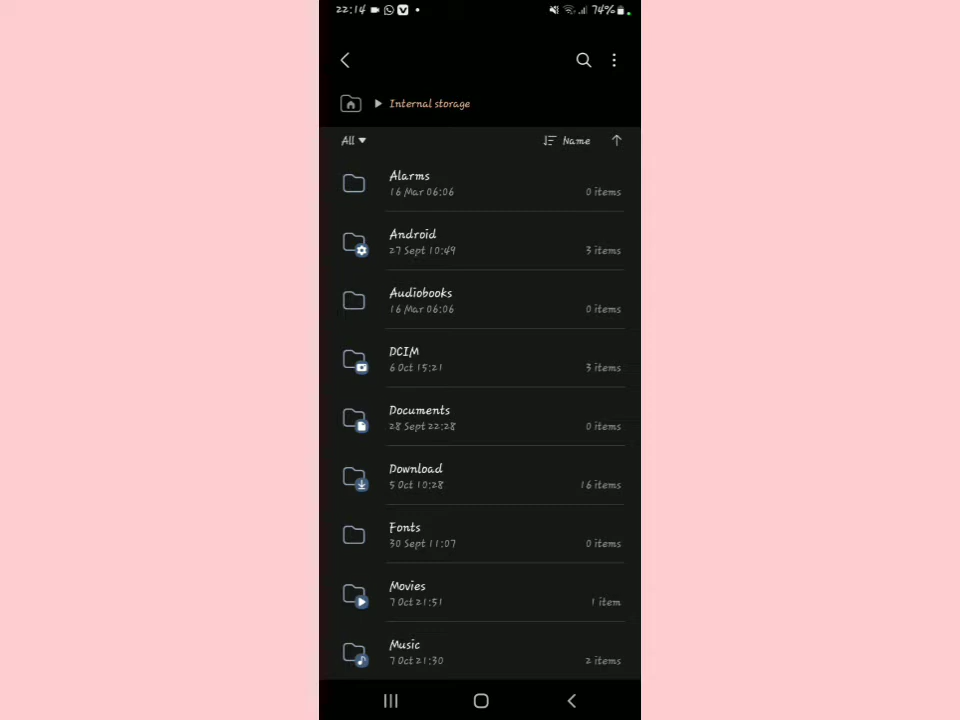 22:14
74%
Internal storage
All
Name
Alarms
16 Mar 06:06
0 items
Android
27 Sept 10:49
3 items
Audiobooks
16 Mar 06:06
0 items
DCIM
6 Oct 15:21
3 items
Documents
28 Sept 22:28
0 items
Download
5 Oct 10:28
16 items
Fonts
30 Sept 11:07
0 items
Movies
7 Oct 21:51
1 item
Music
7 Oct 21:30
2 items